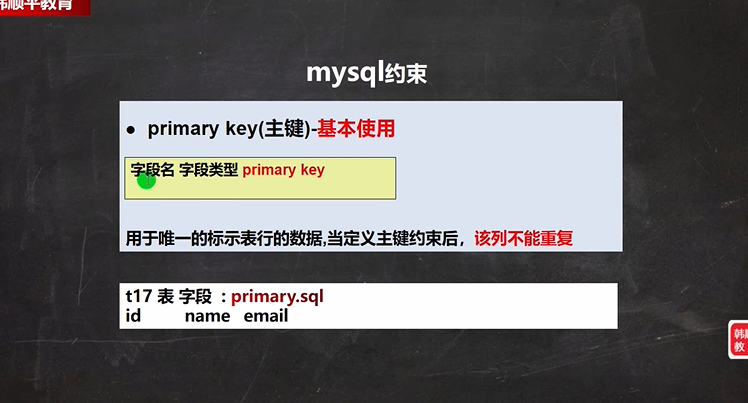 韩顺平教育
mysql约束
● primary key(主键)-基本使用
字段名 字段类型 primary key
用于唯一的标示表行的数据,当定义主键约束后，该列不能重复
t17 表 字段 : primary.sql
id name email
教